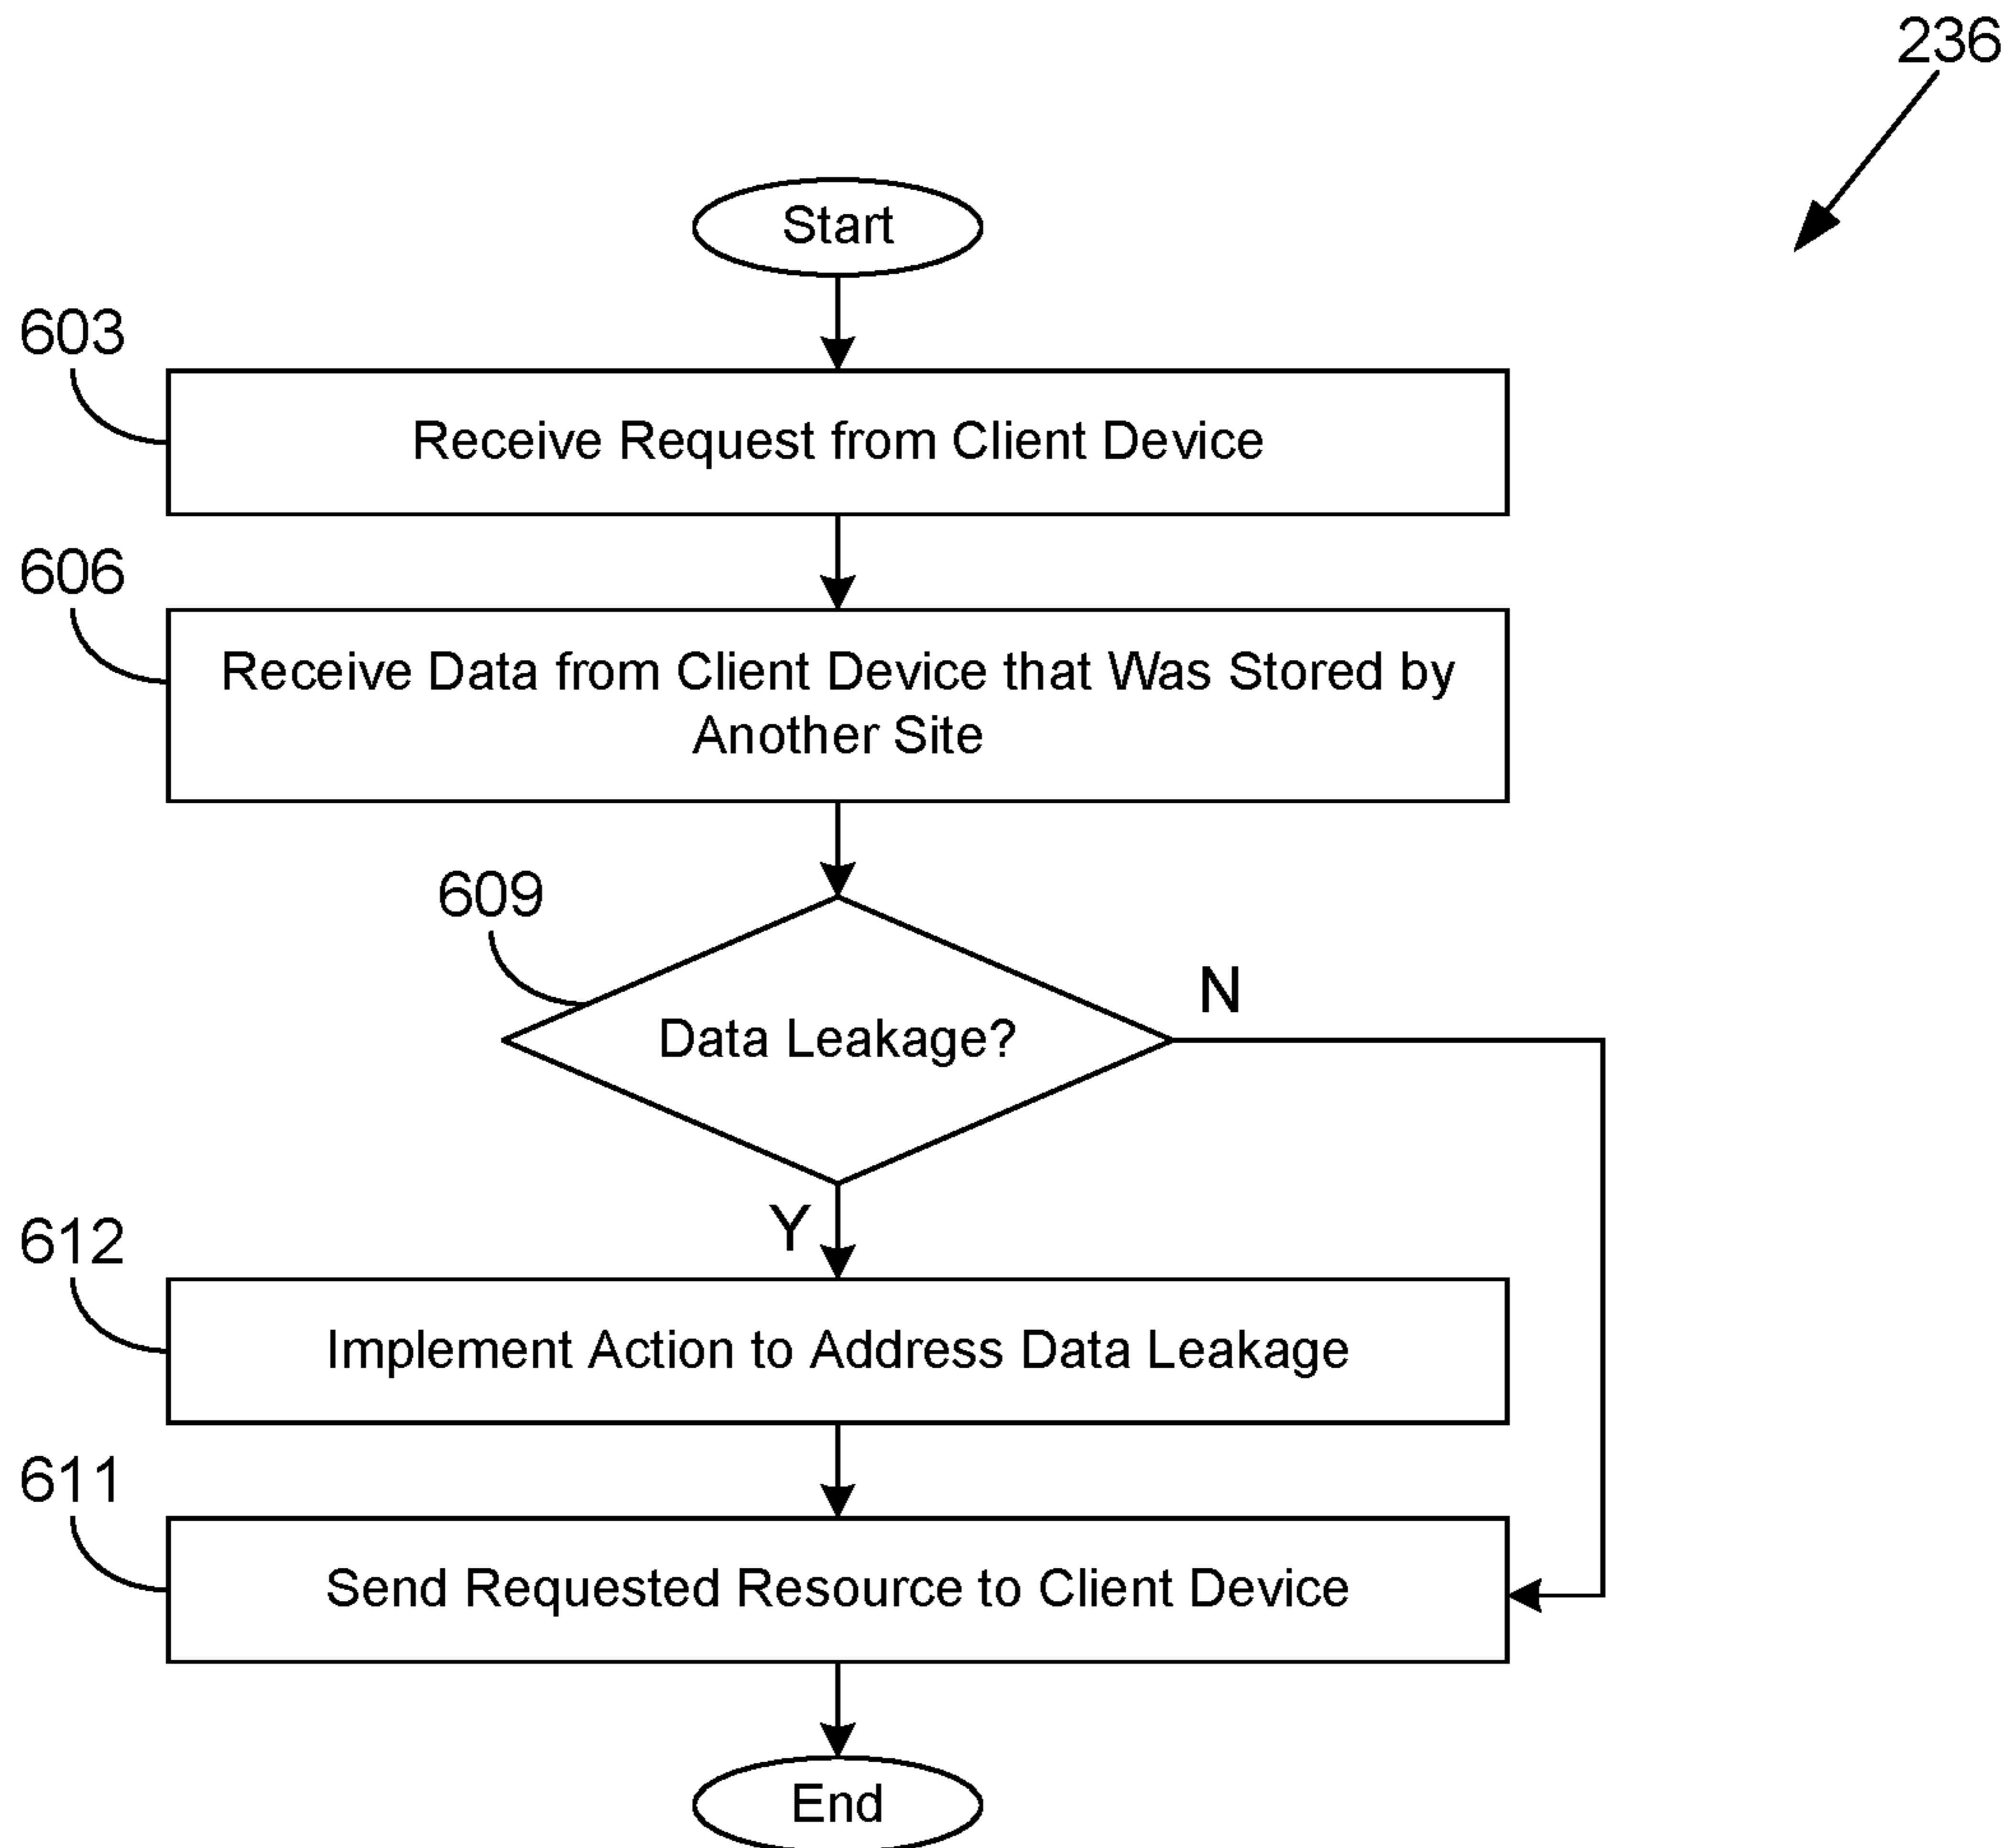 236
Start
603
Receive Request from Client Device
606
Receive Data from Client Device that Was Stored by
Another Site
609
N
Data Leakage?
Y
612
Implement Action to Address Data Leakage
611
Send Requested Resource to Client Device
End